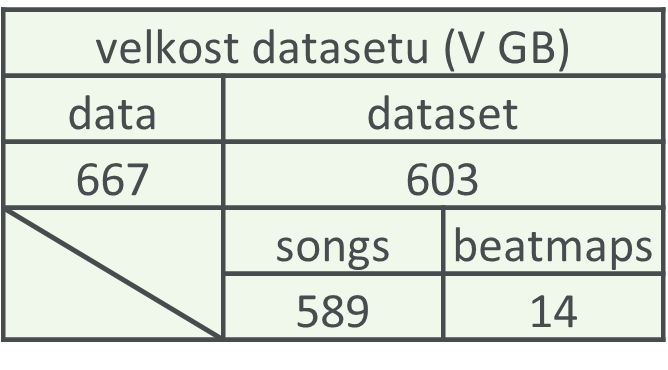 velkost datasetu (V GB)
data dataset
667 603
songs beatmaps
589 14